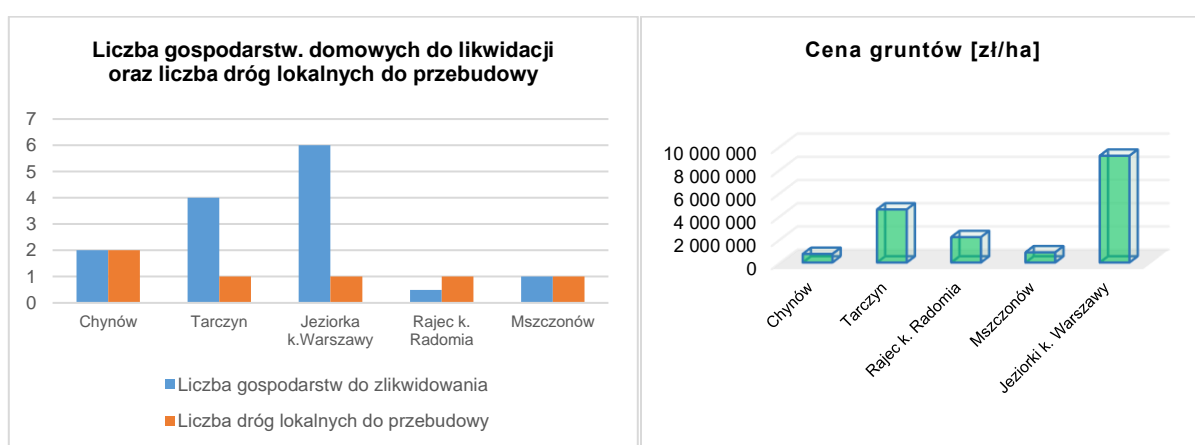 Liczba gospodarstw. domowych do likwidacji
oraz liczba dróg lokalnych do przebudowy
7
6
5
4
3
2
1
0
Chynów
Tarczyn
Jeziorka
k.Warszawy
Rajec k.
Radomia
Mszczonów
Liczba gospodarstw do zlikwidowania
Liczba dróg lokalnych do przebudowy
Cena gruntów [zł/ha]
10 000 000
8 000 000
6 000 000
4 000 000
2 000 000
0
Chynów
Tarczyn
Rajec k. Radomia
Mszczonów
Jeziorki k. Warszawy